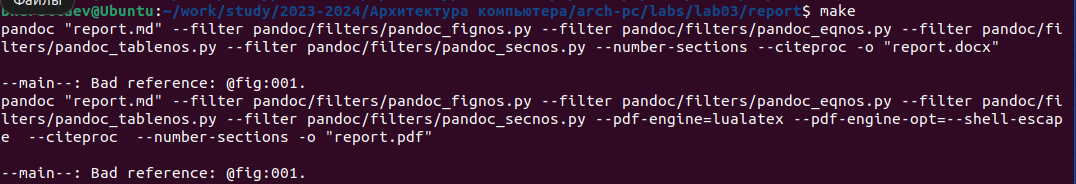 Файлы
:~/work/study/2023-2024/Архитектура компьютера/arch-pc/labs/lab03/report$ make
pandoc "report.md" --filter pandoc/filters/pandoc_fignos.py --filter pandoc/filters/pandoc_eqnos.py --filter pandoc/fi
lters/pandoc_tablenos.py --filter pandoc/filters/pandoc_secnos.py --number-sections --citeproc -o "report.docx"
--main--: Bad reference: @fig:001.
pandoc "report.md" --filter pandoc/filters/pandoc_fignos.py --filter pandoc/filters/pandoc_eqnos.py --filter pandoc/fi
lters/pandoc_tablenos.py --filter pandoc/filters/pandoc_secnos.py --pdf-engine=lualatex --pdf-engine-opt=--shell-escap
e  --citeproc  --number-sections -o "report.pdf"
--main--: Bad reference: @fig:001.